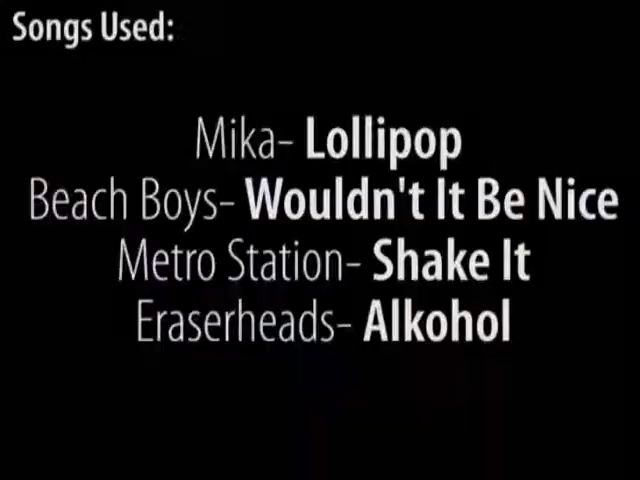 Songs Used:
Mika- Lollipop
Beach Boys- Wouldn't It Be Nice
Metro Station- Shake It
Eraserheads- Alkohol